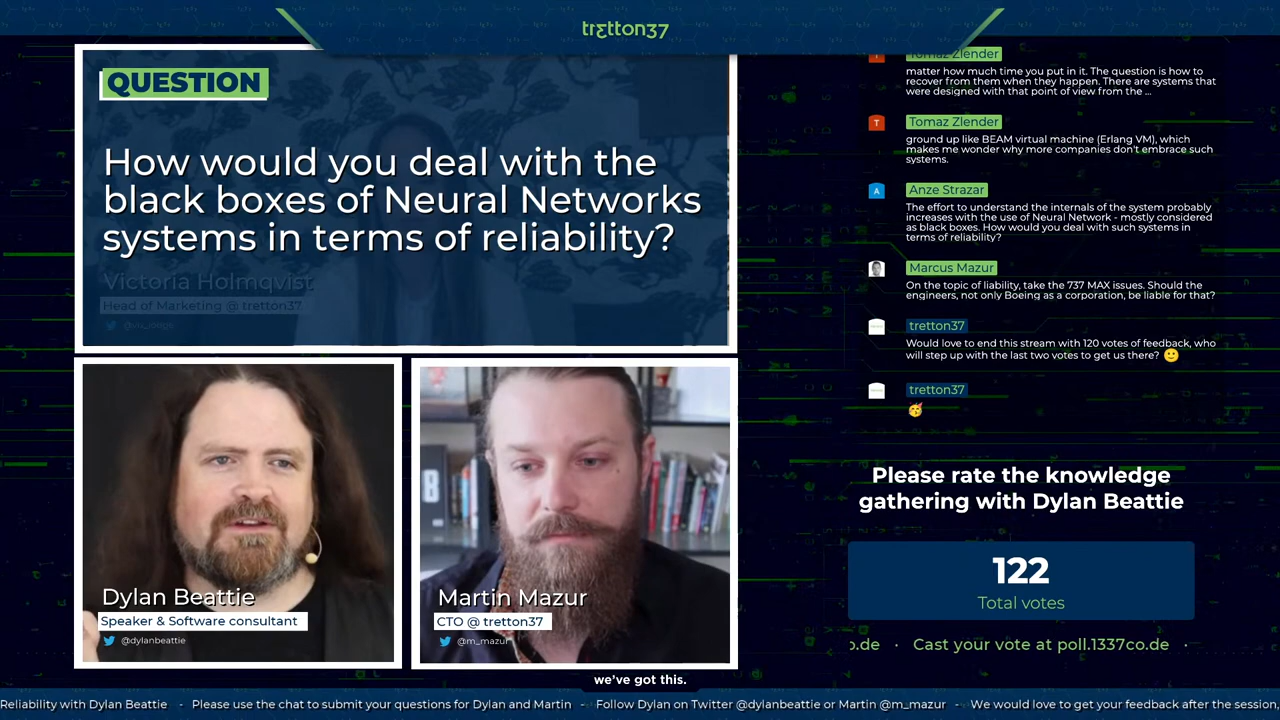 tretton37
QUESTION
How would you deal with the
black boxes of Neural Networks
systems in terms of reliability?
Victoria Holmqvist
Head of Marketing @ tretton37
Dylan Beattie
Speaker & Software consultant
@dylanbeattie
Martin Mazur
CTO @ tretton37
@m_mazur
we've got this.
Tomaz Zlender
matter how much time you put in it. The question is how to
recover from them when they happen. There are systems that
were designed with that point of view from the ...
T
Tomaz Zlender
ground up like BEAM virtual machine (Erlang VM), which
makes me wonder why more companies don't embrace such
systems.
A
Anze Strazar
The effort to understand the internals of the system probably
increases with the use of Neural Network - mostly considered
as black boxes. How would you deal with such systems in
terms of reliability?
Marcus Mazur
On the topic of liability, take the 737 MAX issues. Should the
engineers, not only Boeing as a corporation, be liable for that?
tretton37
Would love to end this stream with 120 votes of feedback, who
will step up with the last two votes to get us there? 🙂
tretton37
🥳
Please rate the knowledge
gathering with Dylan Beattie
122
Total votes
o.de · Cast your vote at poll.1337co.de ·
Reliability with Dylan Beattie - Please use the chat to submit your questions for Dylan and Martin - Follow Dylan on Twitter @dylanbeattie or Martin @m_mazur - We would love to get your feedback after the session,